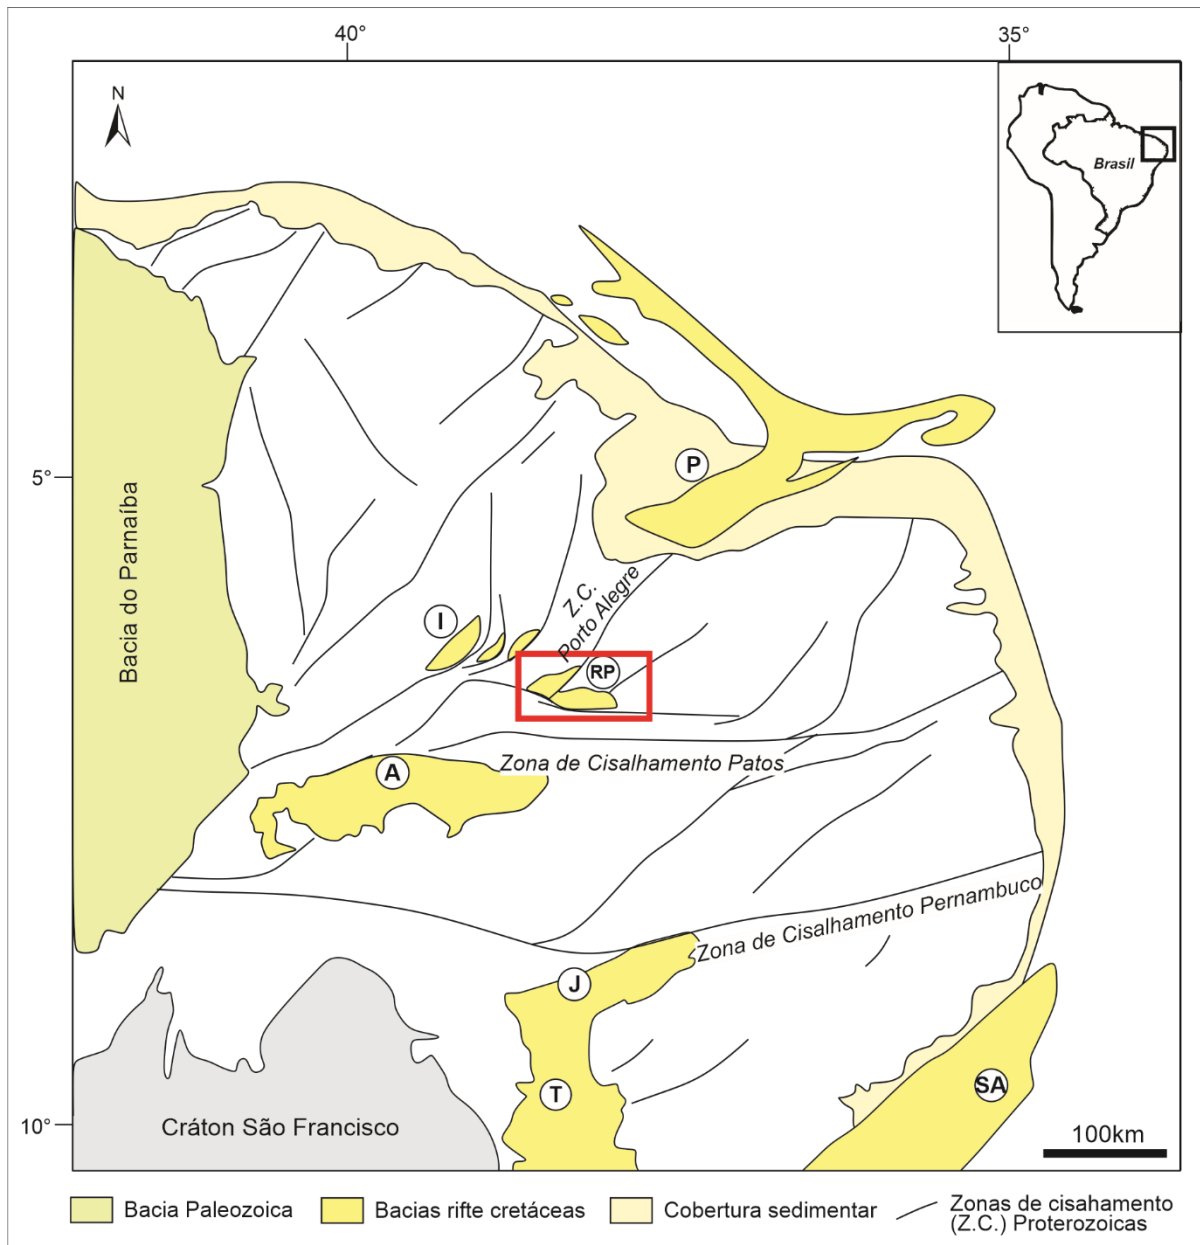 40°
35°
N
Brasil
5°
P
Bacia do Parnaíba
Z.C.
Porto Alegre
I
RP
Zona de Cisalhamento Patos
A
Zona de Cisalhamento Pernambuco
J
T
SA
10°
Cráton São Francisco
100km
Bacia Paleozoica
Bacias rifte cretáceas
Cobertura sedimentar
Zonas de cisahamento
(Z.C.) Proterozoicas